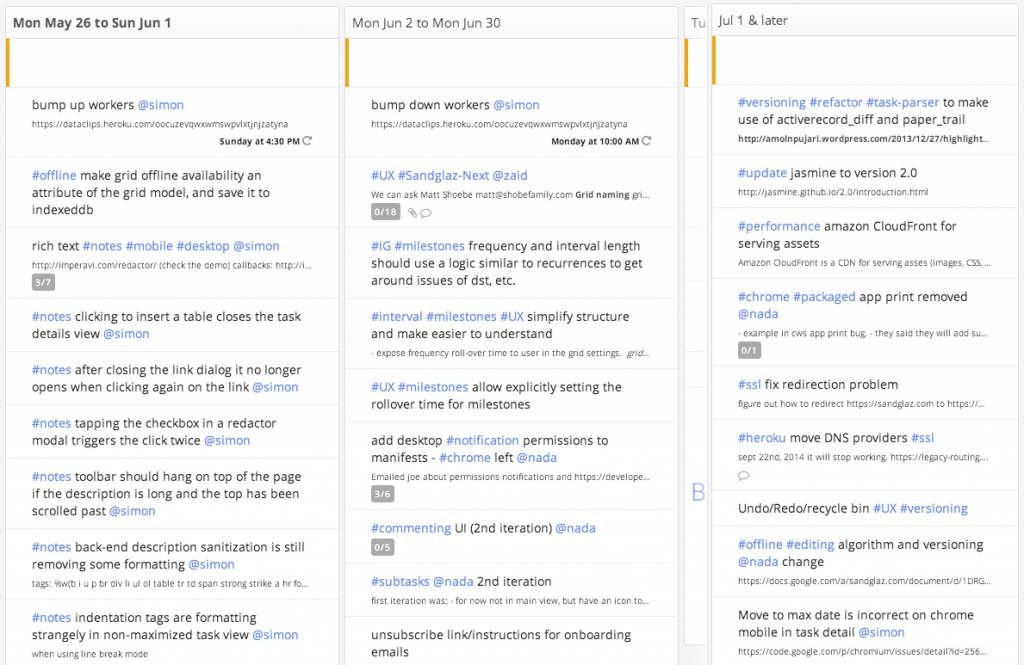 Mon May 26 to Sun Jun 1
bump up workers @simon
https://dataclips.heroku.com/oocuzevqwxwmswpvlxtjnjzatyna
Sunday at 4:30 PM
#offline make grid offline availability an
attribute of the grid model, and save it to
indexeddb
rich text #notes #mobile #desktop @simon
http://imperavi.com/redactor/ (check the demo) callbacks: http://i...
3/7
#notes clicking to insert a table closes the task
details view @simon
#notes after closing the link dialog it no longer
opens when clicking again on the link @simon
#notes tapping the checkbox in a redactor
modal triggers the click twice @simon
#notes toolbar should hang on top of the page
if the description is long and the top has been
scrolled past @simon
#notes back-end description sanitization is still
removing some formatting @simon
tags: %w(b i u p br div li ul ol table tr td span strong strike a hr fo...
#notes indentation tags are formatting
strangely in non-maximized task view @simon
when using line break mode
Mon Jun 2 to Mon Jun 30
bump down workers @simon
https://dataclips.heroku.com/oocuzevqwxwmswpvlxtjnjzatyna
Monday at 10:00 AM
#UX #Sandglaz-Next @zaid
We can ask Matt Shoebe matt@shobefamily.com Grid naming gri...
0/18
#IG #milestones frequency and interval length
should use a logic similar to recurrences to get
around issues of dst, etc.
#interval #milestones #UX simplify structure
and make easier to understand
- expose frequency roll-over time to user in the grid settings. grid...
#UX #milestones allow explicitly setting the
rollover time for milestones
add desktop #notification permissions to
manifests - #chrome left @nada
Emailed joe about permissions notifications and https://develope...
3/6
#commenting UI (2nd iteration) @nada
0/5
#subtasks @nada 2nd iteration
first iteration was: - for now not in main view, but have an icon to...
unsubscribe link/instructions for onboarding
emails
Tu
B
Jul 1 & later
#versioning #refactor #task-parser to make
use of activerecord_diff and paper_trail
http://amolnpujari.wordpress.com/2013/12/27/highlight...
#update jasmine to version 2.0
http://jasmine.github.io/2.0/introduction.html
#performance amazon CloudFront for
serving assets
Amazon CloudFront is a CDN for serving asses (images, CSS, ...
#chrome #packaged app print removed
@nada
- example in cws app print bug. - they said they will add su...
0/1
#ssl fix redirection problem
figure out how to redirect https://sandglaz.com to https://...
#heroku move DNS providers #ssl
sept 22nd, 2014 it will stop working. https://legacy-routing....
Undo/Redo/recycle bin #UX #versioning
#offline #editing algorithm and versioning
@nada change
https://docs.google.com/a/sandglaz.com/document/d/1DRG...
Move to max date is incorrect on chrome
mobile in task detail @simon
https://code.google.com/p/chromium/issues/detail?id=256...